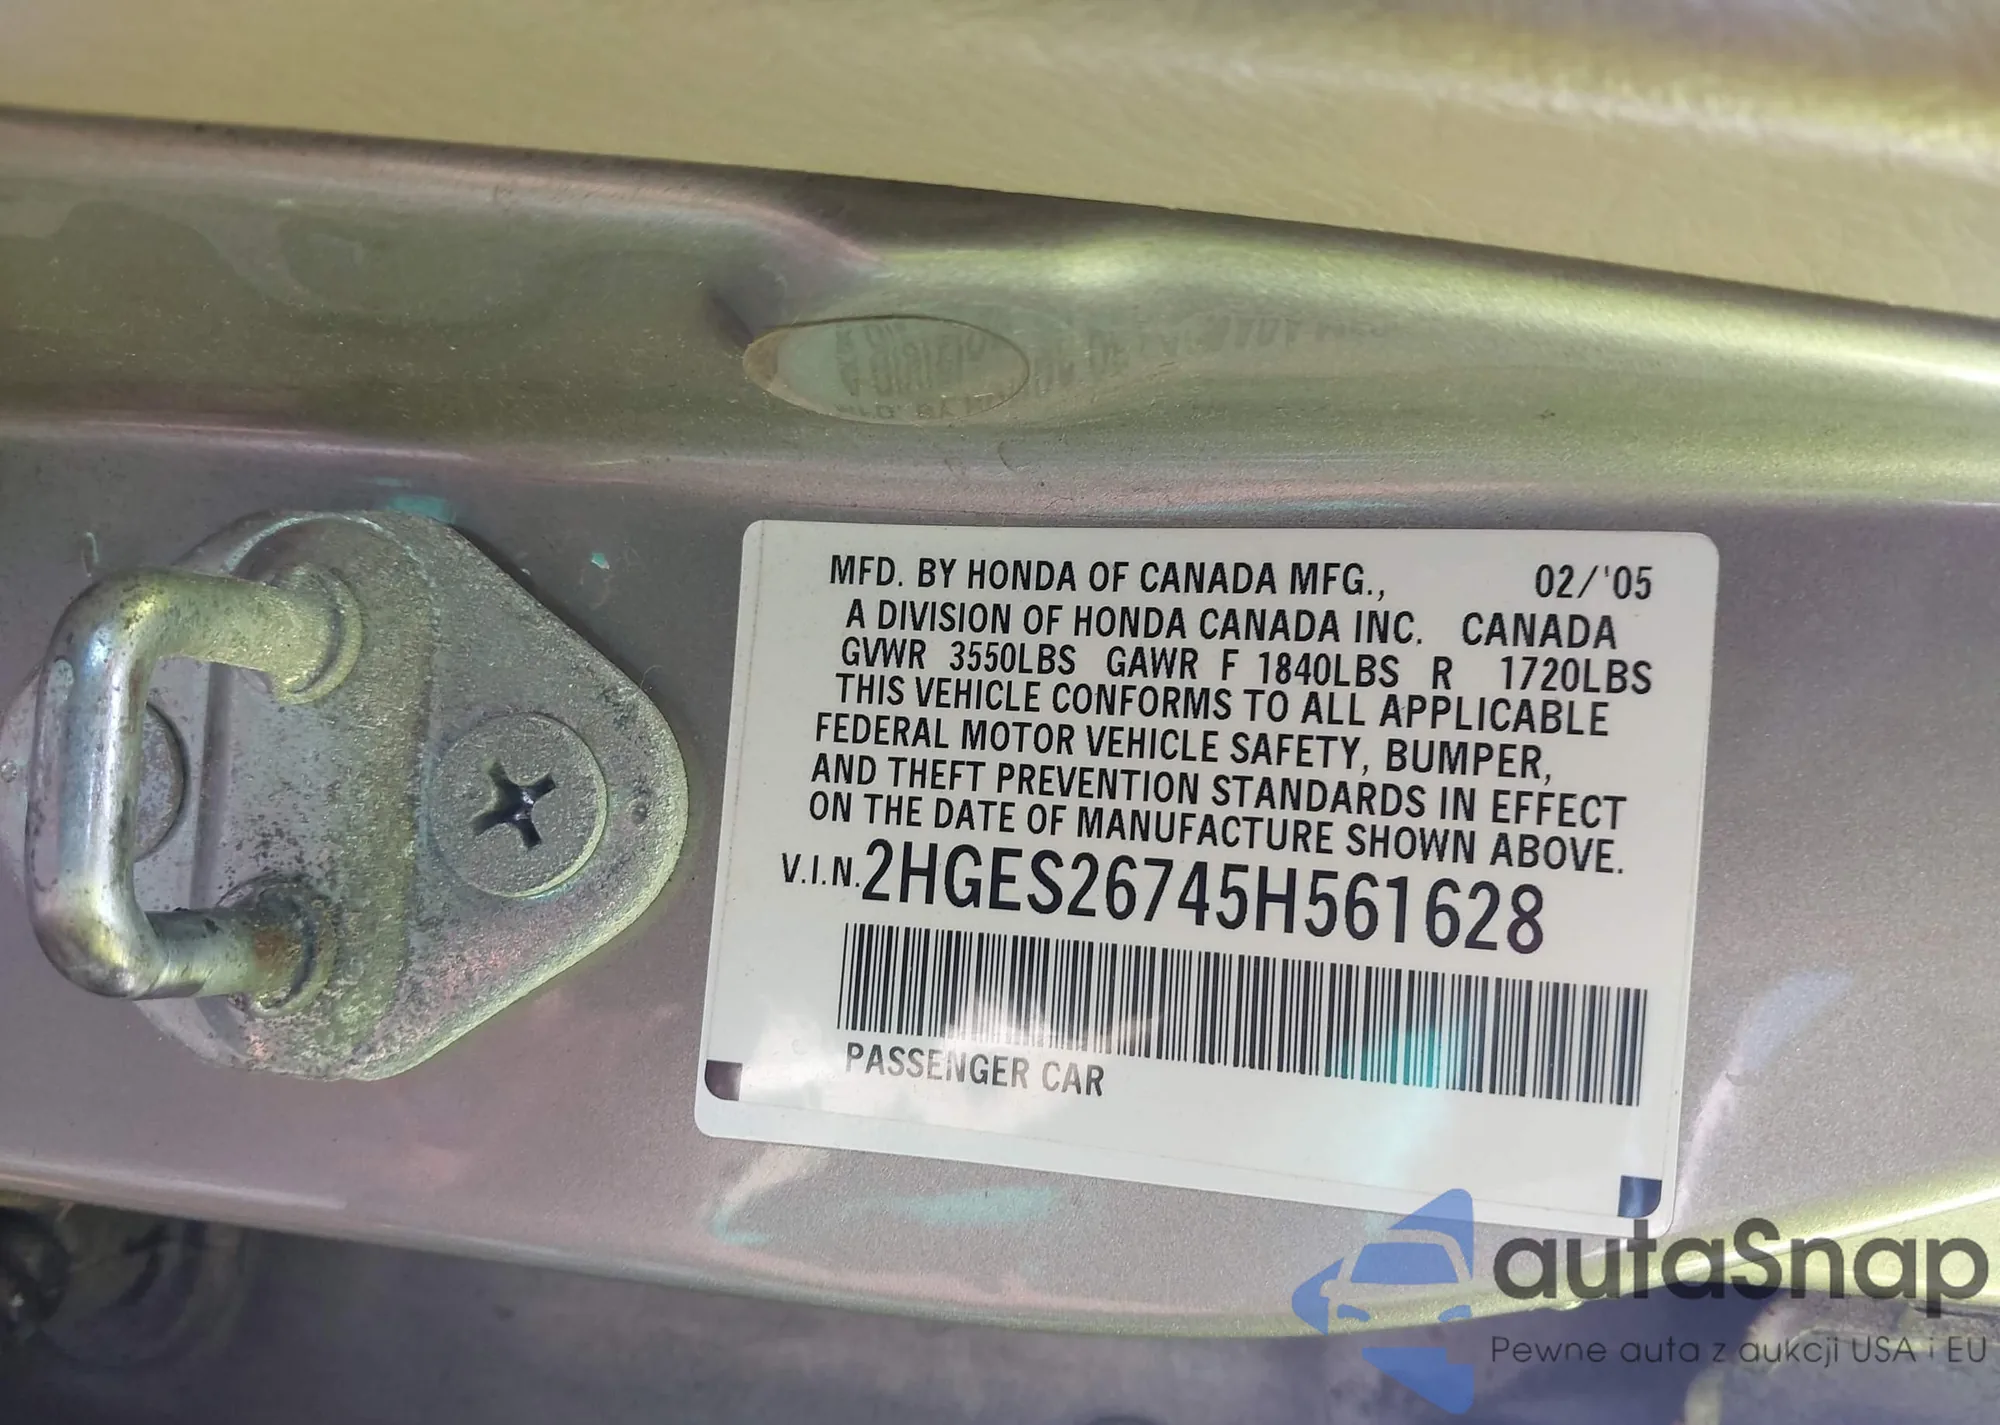 MFD. BY HONDA OF CANADA MFG., 02/'05
A DIVISION OF HONDA CANADA INC. CANADA
GVWR 3550LBS GAWR F 1840LBS R 1720LBS
THIS VEHICLE CONFORMS TO ALL APPLICABLE
FEDERAL MOTOR VEHICLE SAFETY, BUMPER,
AND THEFT PREVENTION STANDARDS IN EFFECT
ON THE DATE OF MANUFACTURE SHOWN ABOVE.
V.I.N. 2HGES26745H561628
PASSENGER CAR
autaSnap
Pewne auta z aukcji USA i EU